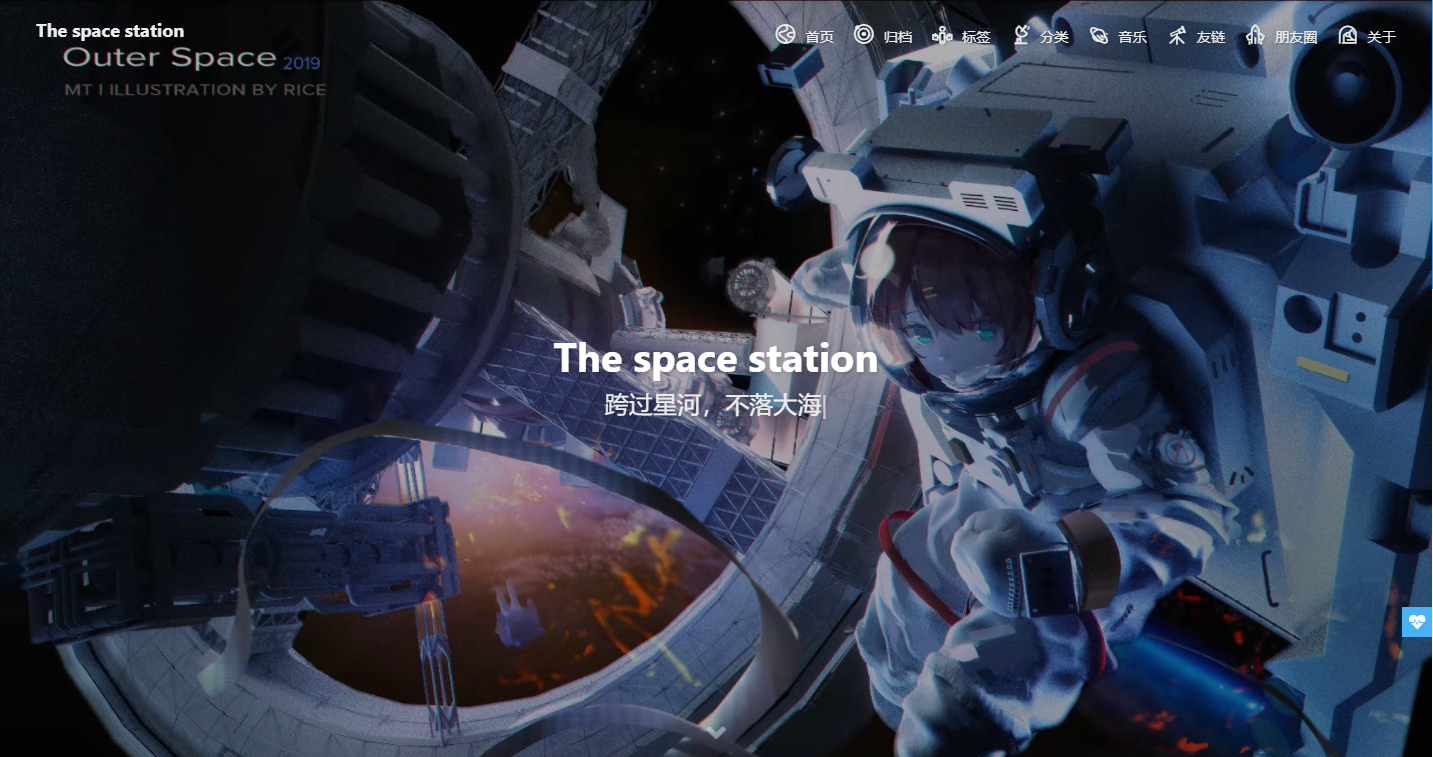 The space station
首页 归档 标签 分类 音乐 友链 朋友圈 关于
Outer Space 2019
MT I ILLUSTRATION BY RICE
The space station
跨过星河，不落大海|